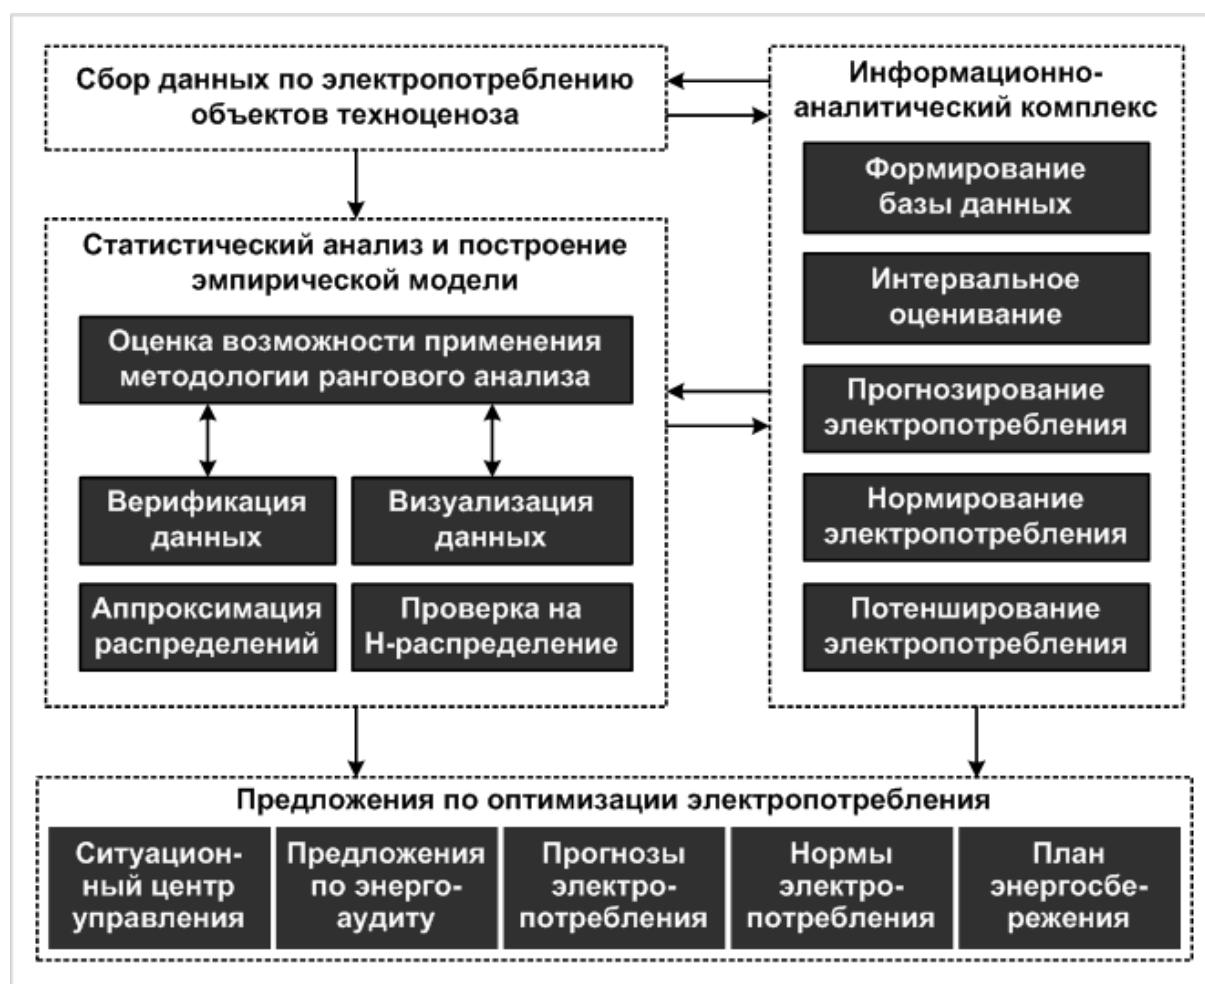 Сбор данных по электропотреблению
объектов техноценоза
Информационно-
аналитический комплекс
Формирование
базы данных
Интервальное
оценивание
Прогнозирование
электропотребления
Нормирование
электропотребления
Потенширование
электропотребления
Статистический анализ и построение
эмпирической модели
Оценка возможности применения
методологии рангового анализа
Верификация
данных
Визуализация
данных
Аппроксимация
распределений
Проверка на
Н-распределение
Предложения по оптимизации электропотребления
Ситуацион-
ный центр
управления
Предложения
по энерго-
аудиту
Прогнозы
электро-
потребления
Нормы
электро-
потребления
План
энергосбе-
режения